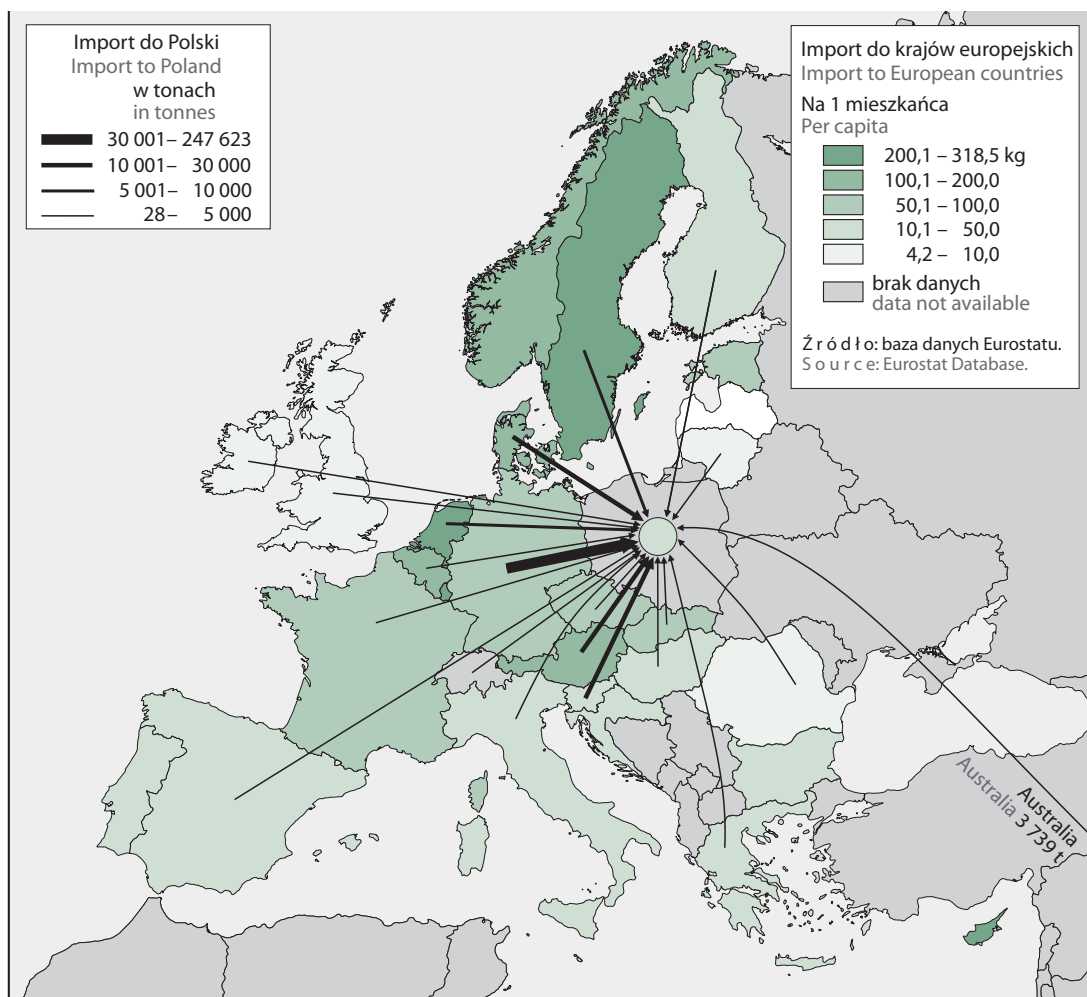 Import do Polski
Import to Poland
w tonach
in tonnes
30 001– 247 623
10 001– 30 000
5 001– 10 000
28– 5 000
Import do krajów europejskich
Import to European countries
Na 1 mieszkańca
Per capita
200,1 – 318,5 kg
100,1 – 200,0
50,1 – 100,0
10,1 – 50,0
4,2 – 10,0
brak danych
data not available
Ź r ó d ł o: baza danych Eurostatu.
S o u r c e: Eurostat Database.
Australia
Australia 3 739 t